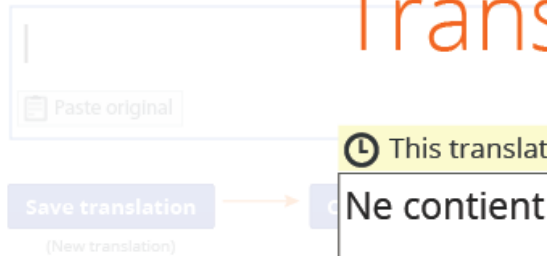 Trans
Paste original
This translat
Save translation
Ne contient
(New translation)